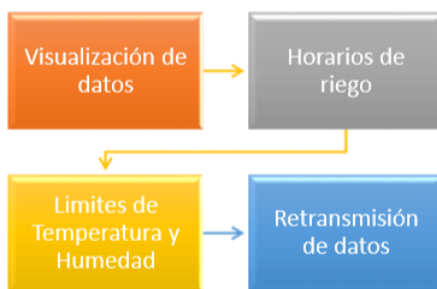 Visualización de
datos
Horarios de
riego
Limites de
Temperatura y
Humedad
Retransmisión
de datos